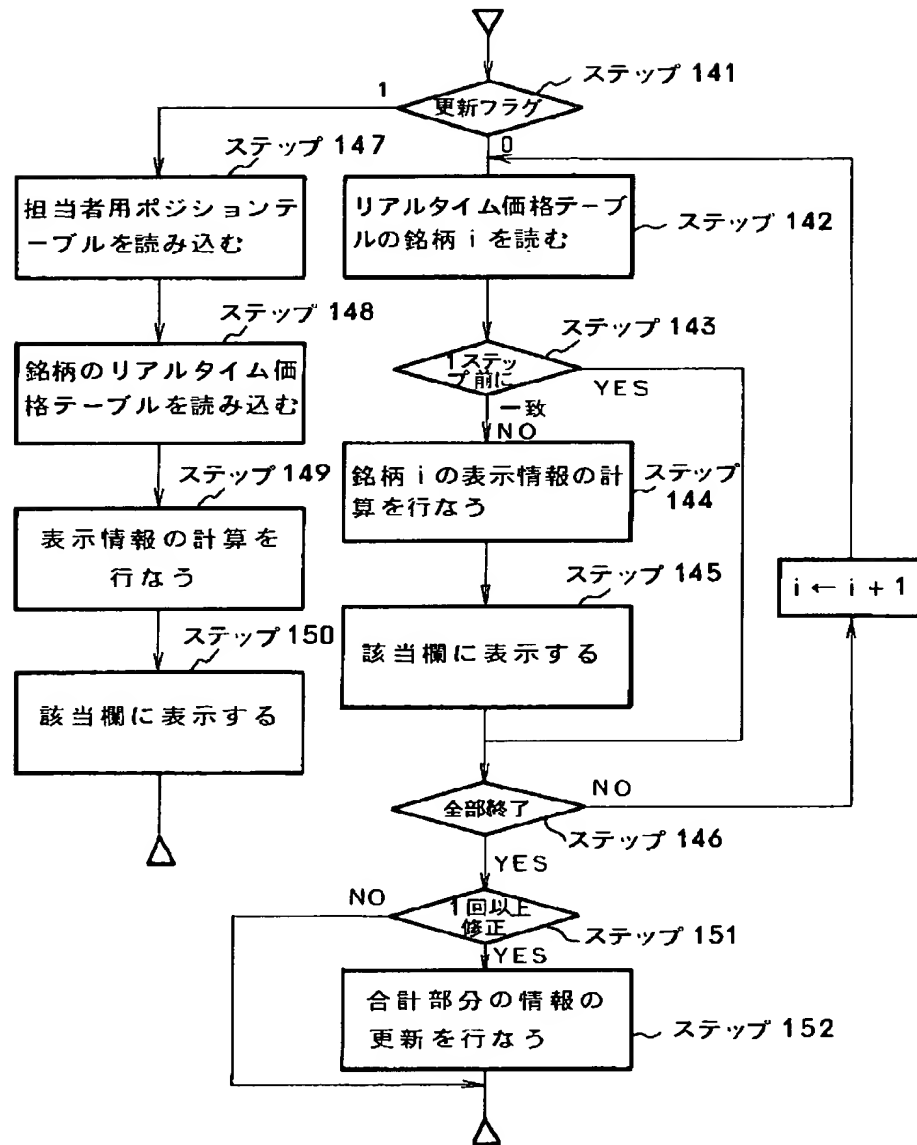 ステップ 141
1
更新フラグ
0
ステップ 147
担当者用ポジションテ
ーブルを読み込む
リアルタイム価格テーブ
ルの銘柄 i を読む
ステップ 142
ステップ 148
銘柄のリアルタイム価
格テーブルを読み込む
ステップ 143
1ステッ
プ前に
YES
一致
NO
ステップ 149
表示情報の計算を
行なう
銘柄 i の表示情報の計
算を行なう
ステップ
144
ステップ 150
該当欄に表示する
ステップ 145
該当欄に表示する
i ← i + 1
全部終了
NO
ステップ 146
YES
NO
1回以上
修正
ステップ 151
YES
合計部分の情報の
更新を行なう
ステップ 152